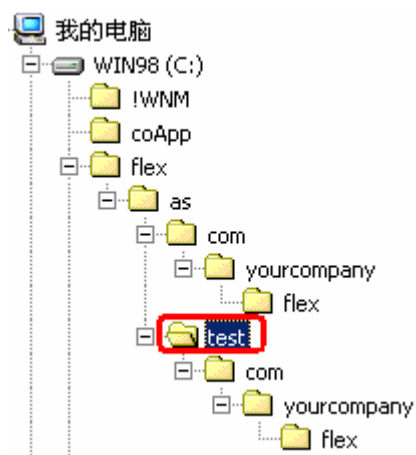 我的电脑
WIN98 (C:)
!WNM
coApp
flex
as
com
yourcompany
flex
test
com
yourcompany
flex